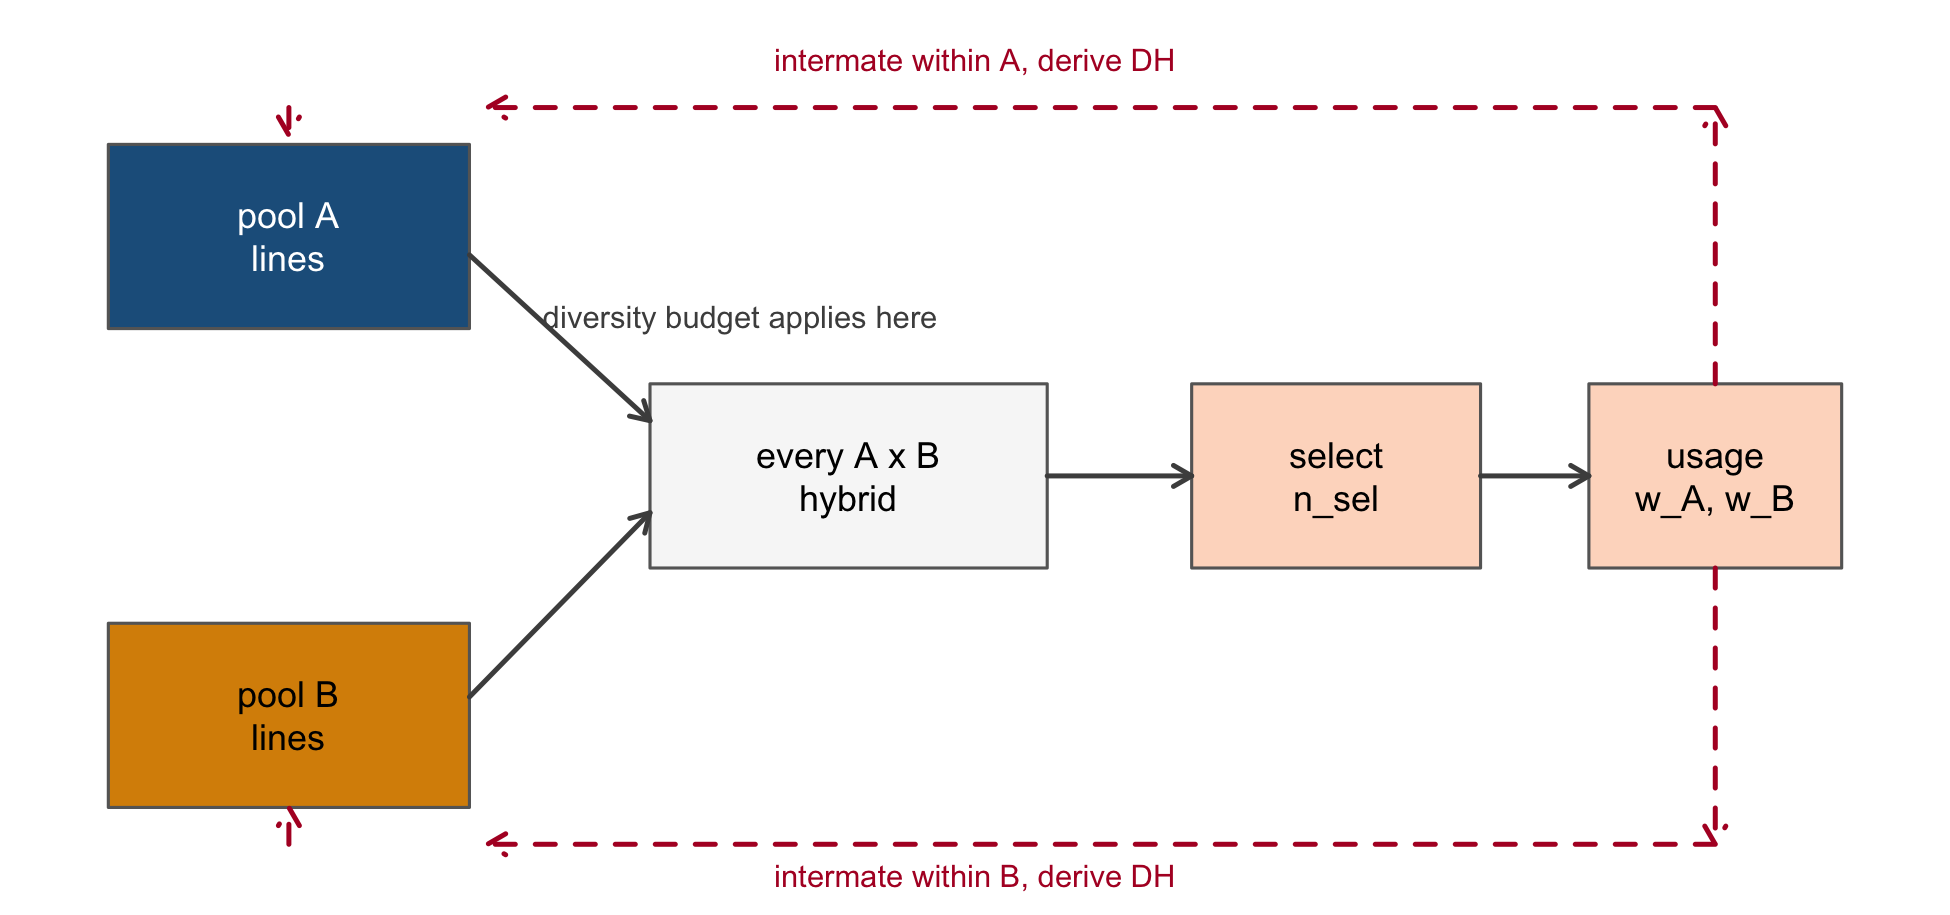 intermate within A, derive DH
pool A
lines
diversity budget applies here
every A x B
hybrid
select
n_sel
usage
w_A, w_B
pool B
lines
intermate within B, derive DH